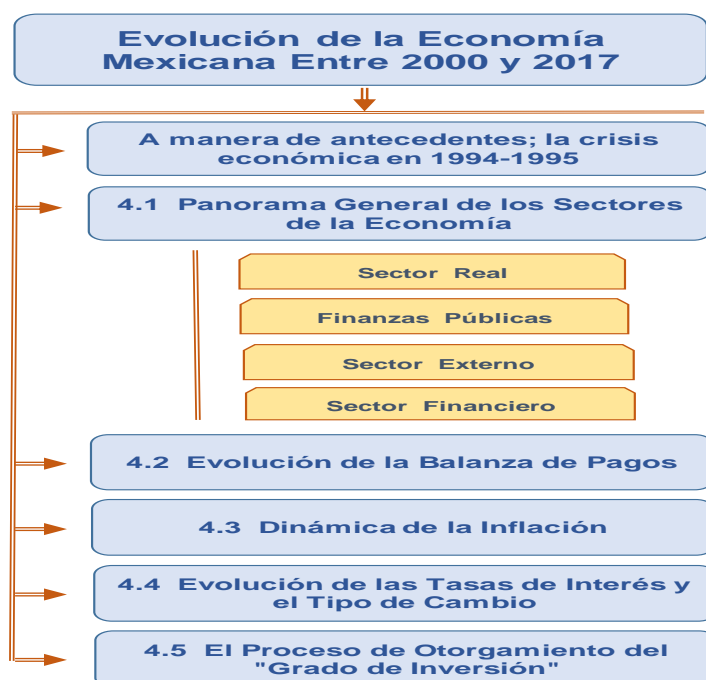 Evolución de la Economía
Mexicana Entre 2000 y 2017
A manera de antecedentes; la crisis
económica en 1994-1995
4.1 Panorama General de los Sectores
de la Economía
Sector Real
Finanzas Públicas
Sector Externo
Sector Financiero
4.2 Evolución de la Balanza de Pagos
4.3 Dinámica de la Inflación
4.4 Evolución de las Tasas de Interés y
el Tipo de Cambio
4.5 El Proceso de Otorgamiento del
"Grado de Inversión"